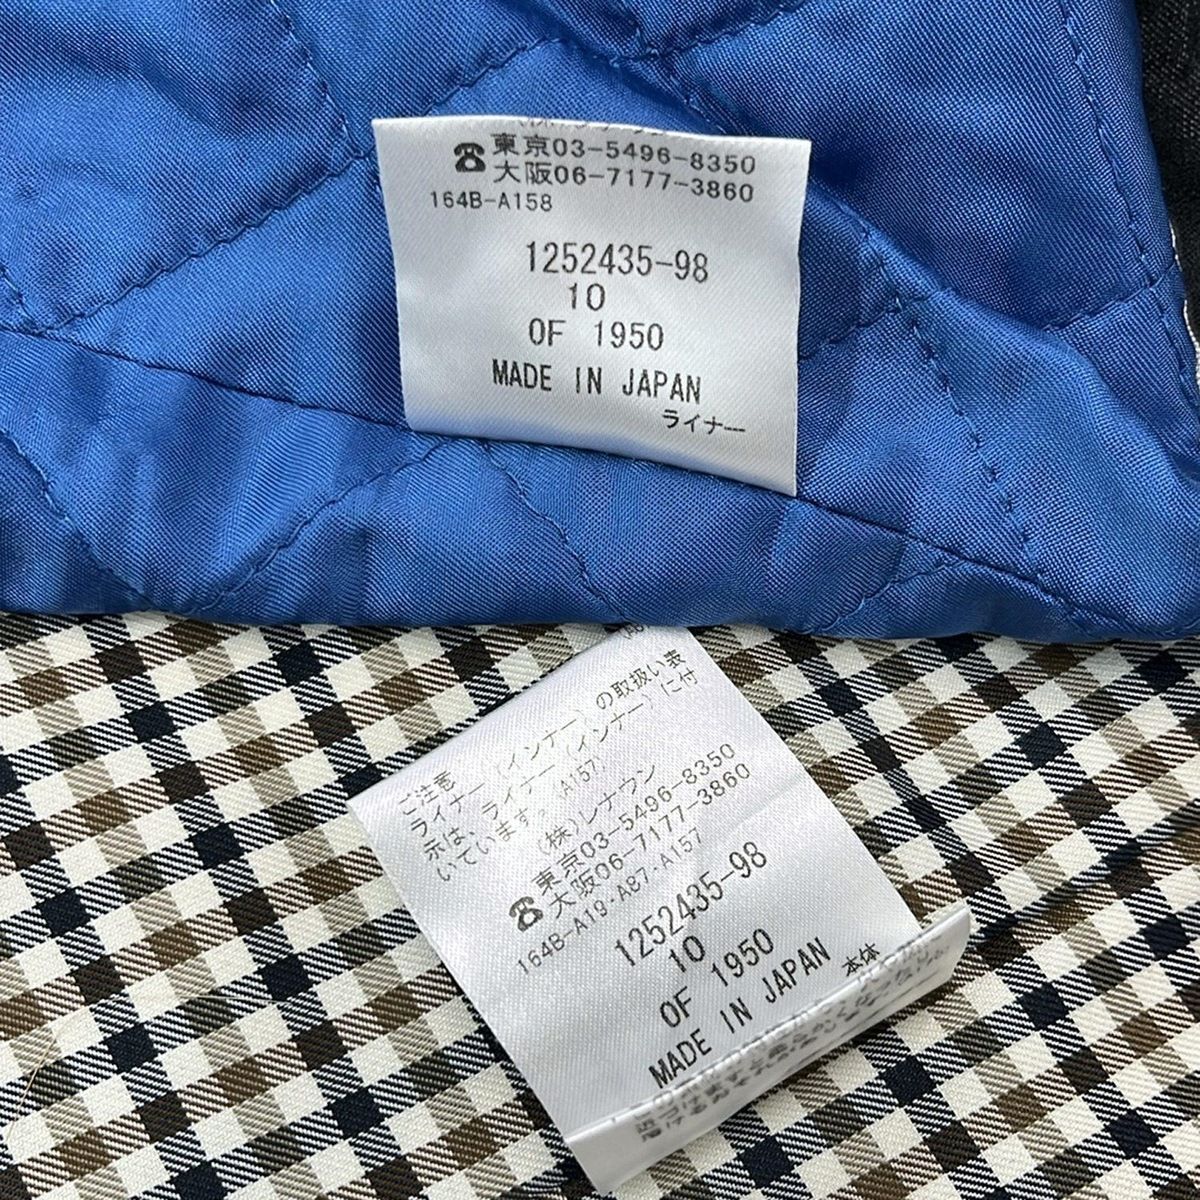 ☎東京03-5496-8350
大阪06-7177-3860
164B-A158
1252435-98
10
OF 1950
MADE IN JAPAN
ライナー
ご注意
ライナー(インナー)の取扱い表
示は、ライナー(インナー)に付
いています。(A157)
(株)レナウン
☎東京03-5496-8350
大阪06-7177-3860
164B-A19・A87・A157
1252435-98
10
OF 1950
MADE IN JAPAN
本体